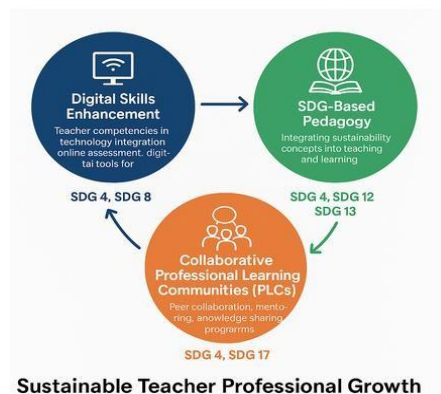 Digital Skills
Enhancement
Teacher competencies in
technology integration
online assessment. digit-
tai tools for
SDG 4, SDG 8
SDG-Based
Pedagogy
Integrating sustainability
concepts into teaching
and learning
SDG 4, SDG 12
SDG 13
Collaborative
Professional Learning
Communities (PLCs)
Peer collaboration, mento-
ring, anowledge sharing
programrms
SDG 4, SDG 17
Sustainable Teacher Professional Growth